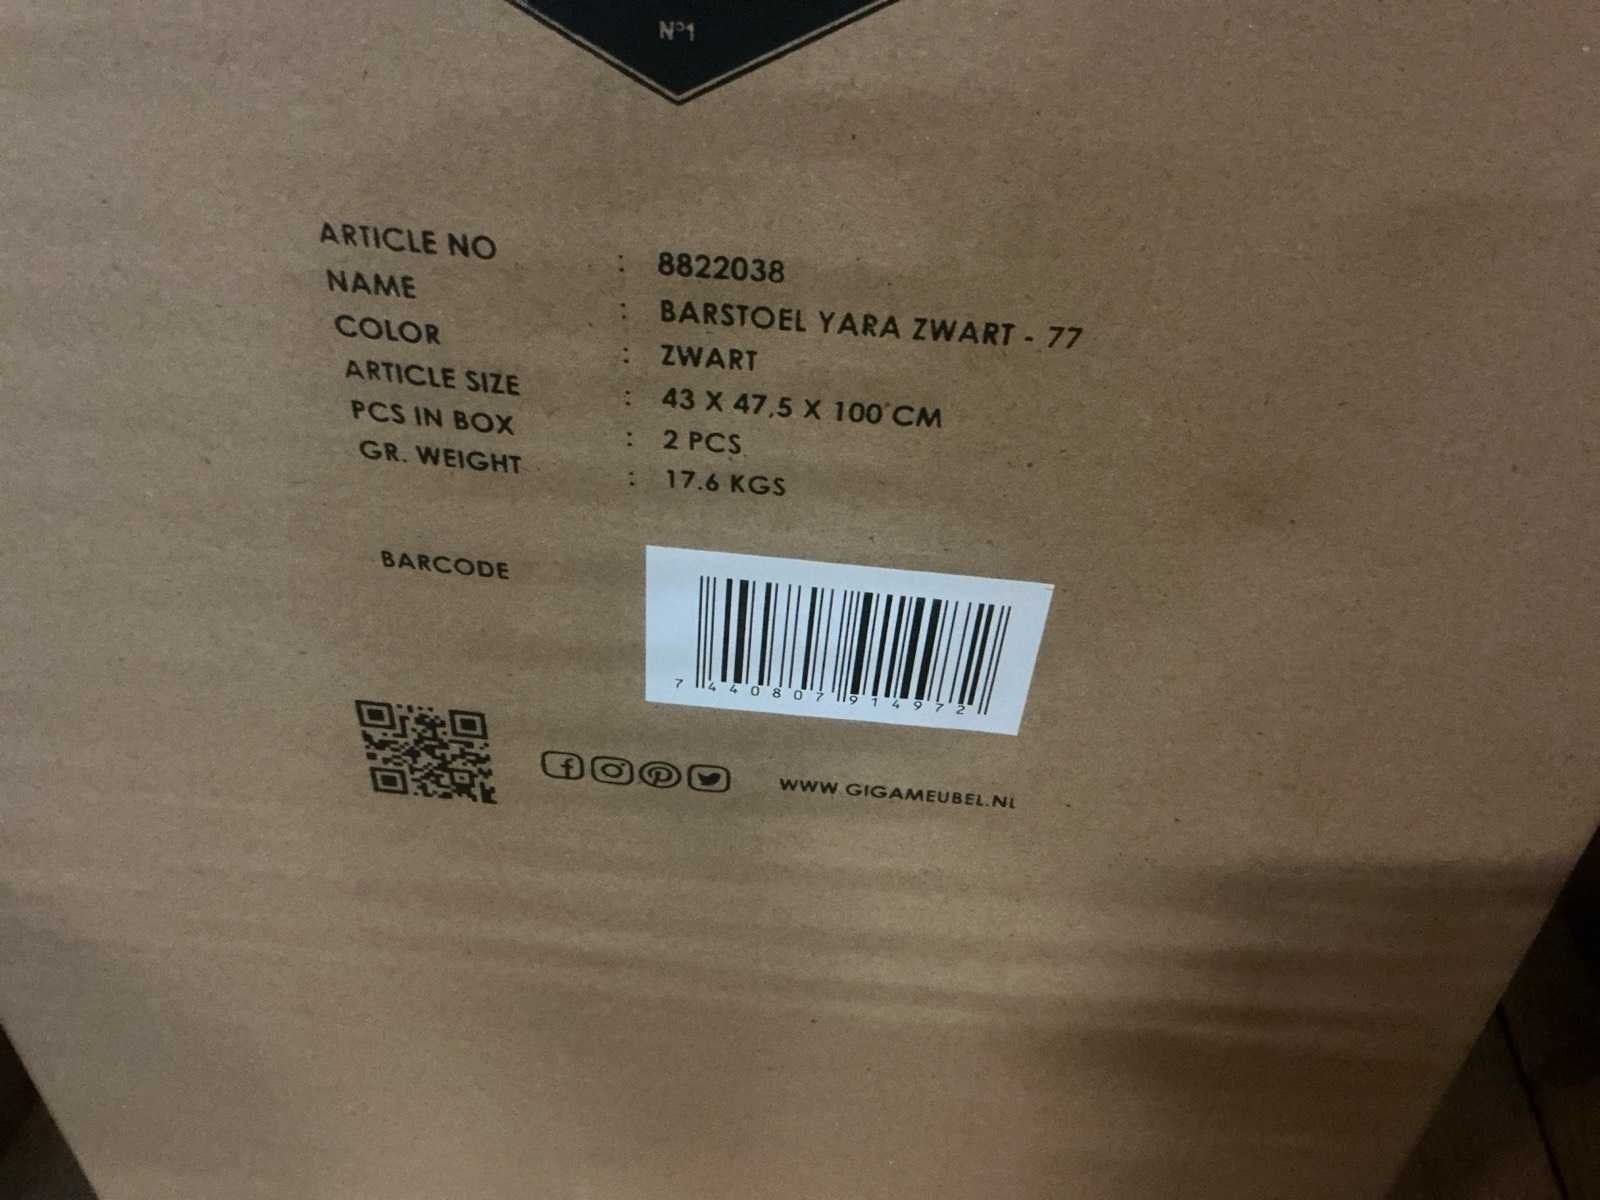 N°1
ARTICLE NO : 8822038
NAME : BARSTOEL YARA ZWART - 77
COLOR : ZWART
ARTICLE SIZE : 43 X 47,5 X 100 CM
PCS IN BOX : 2 PCS
GR. WEIGHT : 17.6 KGS
BARCODE
7 440807 914972
WWW GIGAMEUBEL.NL